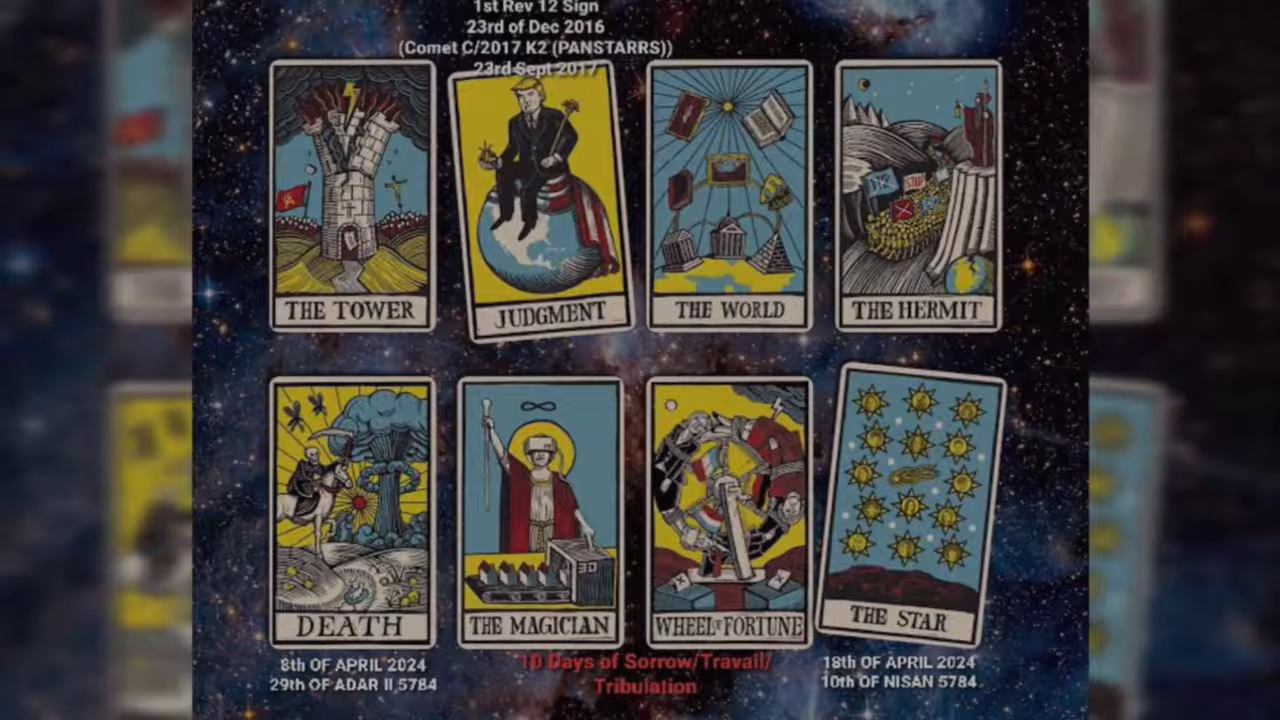 1st Rev 12 Sign
23rd of Dec 2016
(Comet C/2017 K2 (PANSTARRS))
23rd Sept 2017
THE TOWER
JUDGMENT
THE WORLD
THE HERMIT
STOP
3D
DEATH
THE MAGICIAN
WHEEL OF FORTUNE
THE STAR
8th OF APRIL 2024
29th OF ADAR II 5784
10 Days of Sorrow/Travail/
Tribulation
18th OF APRIL 2024
10th OF NISAN 5784